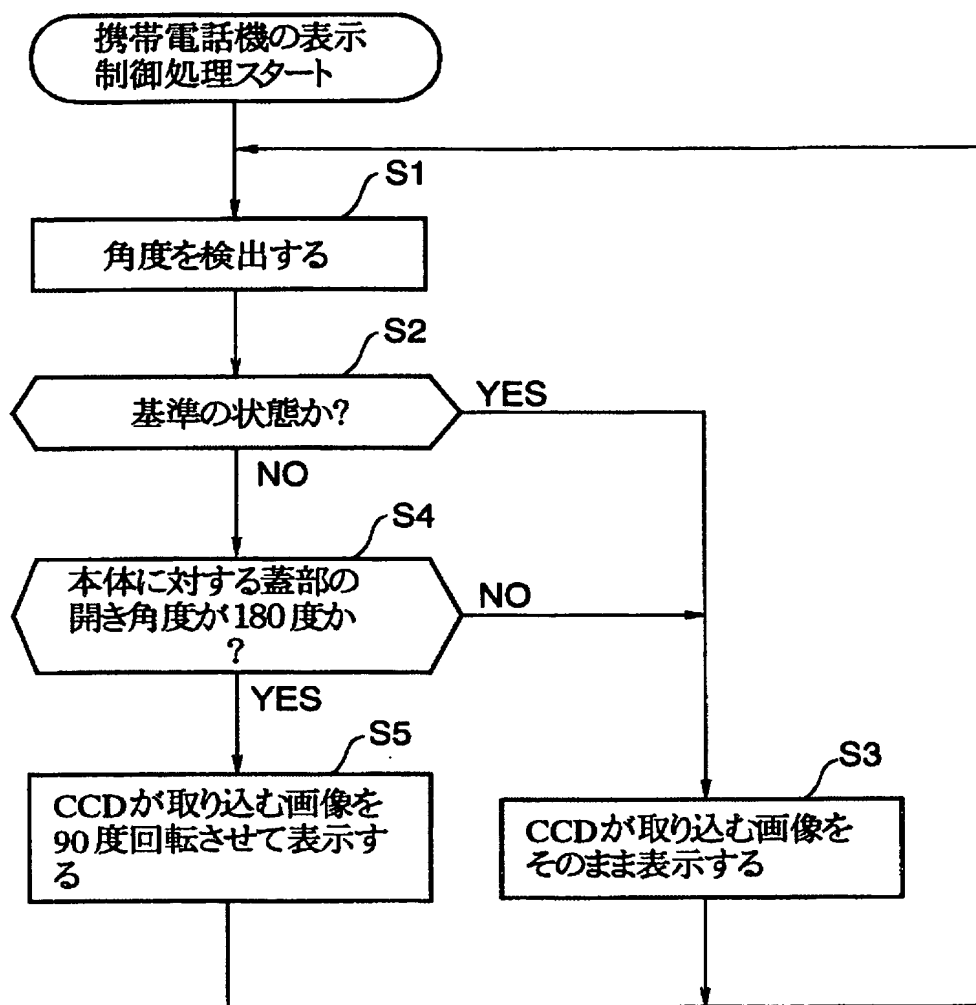 携帯電話機の表示
制御処理スタート
S1
角度を検出する
S2
基準の状態か?
YES
NO
S4
本体に対する蓋部の
開き角度が180度か
?
NO
YES
S5
CCDが取り込む画像を
90度回転させて表示す
る
S3
CCDが取り込む画像を
そのまま表示する